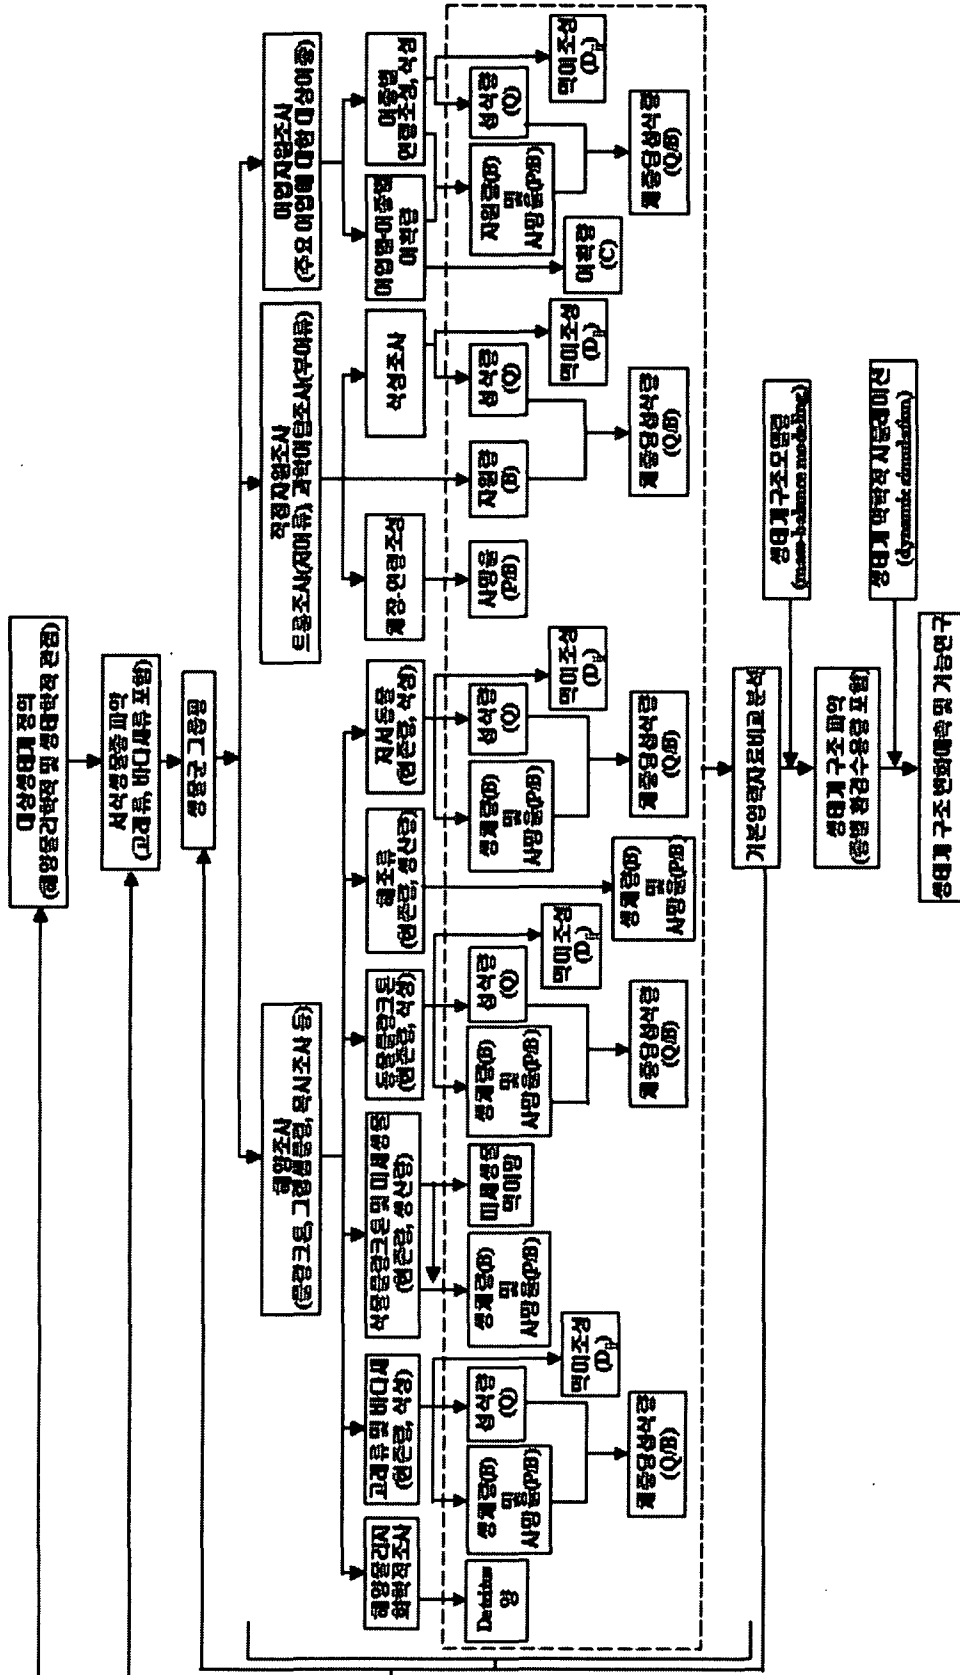 대상생태계 정의
(해양물리학적 및 생태학적 관점)
서식생물종 파악
(고래류, 바다새류 포함)
생물군 그룹핑
해양조사
(플랑크톤, 그랩샘플링, 목시조사 등)
직접자원조사
트롤조사(저어류), 과학어탐조사(부어류)
어업자원조사
(주요 어업에 대한 대상어종)
해양물리저
화학적조사
고래류 및 바다새
(현존량, 식성)
식물플랑크톤 및 미세생물
(현존량, 생산량)
동물플랑크톤
(현존량, 식성)
해조류
(현존량, 생산량)
저서동물
(현존량, 식성)
체장-연령조성
식성조사
어업별-어종별
어획량
어종별
연령조성, 식성
Detritus
양
생체량(B)
및
사망률(P/B)
섭식량
(Q)
먹이조성
(Dij)
체중당섭식량
(Q/B)
생체량(B)
및
사망률(P/B)
미세생물
먹이망
생체량(B)
및
사망률(P/B)
섭식량
(Q)
먹이조성
(Dij)
체중당섭식량
(Q/B)
생체량(B)
및
사망률(P/B)
생체량(B)
및
사망률(P/B)
섭식량
(Q)
먹이조성
(Dij)
체중당섭식량
(Q/B)
사망률
(P/B)
자원량
(B)
섭식량
(Q)
먹이조성
(Dij)
체중당섭식량
(Q/B)
어획량
(C)
자원량(B)
및
사망률(P/B)
섭식량
(Q)
먹이조성
(Dij)
체중당섭식량
(Q/B)
기본입력자료비교분석
생태계구조모델링
(mass-balance modeling)
생태계 구조 파악
(종별 환경수용량 포함)
생태계 역학적 시뮬레이션
(dynamic simulation)
생태계 구조 변화예측 및 기능연구